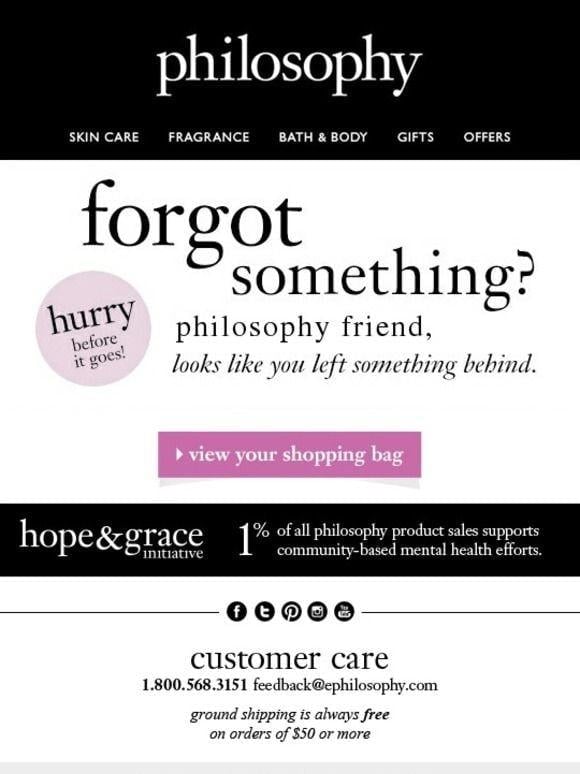 philosophy
SKIN CARE FRAGRANCE BATH & BODY GIFTS OFFERS
forgot
something?
hurry
before
it goes!
philosophy friend,
looks like you left something behind.
view your shopping bag
hope&grace
initiative
1% of all philosophy product sales supports
community-based mental health efforts.
You Tube
customer care
1.800.568.3151 feedback@ephilosophy.com
ground shipping is always free
on orders of $50 or more